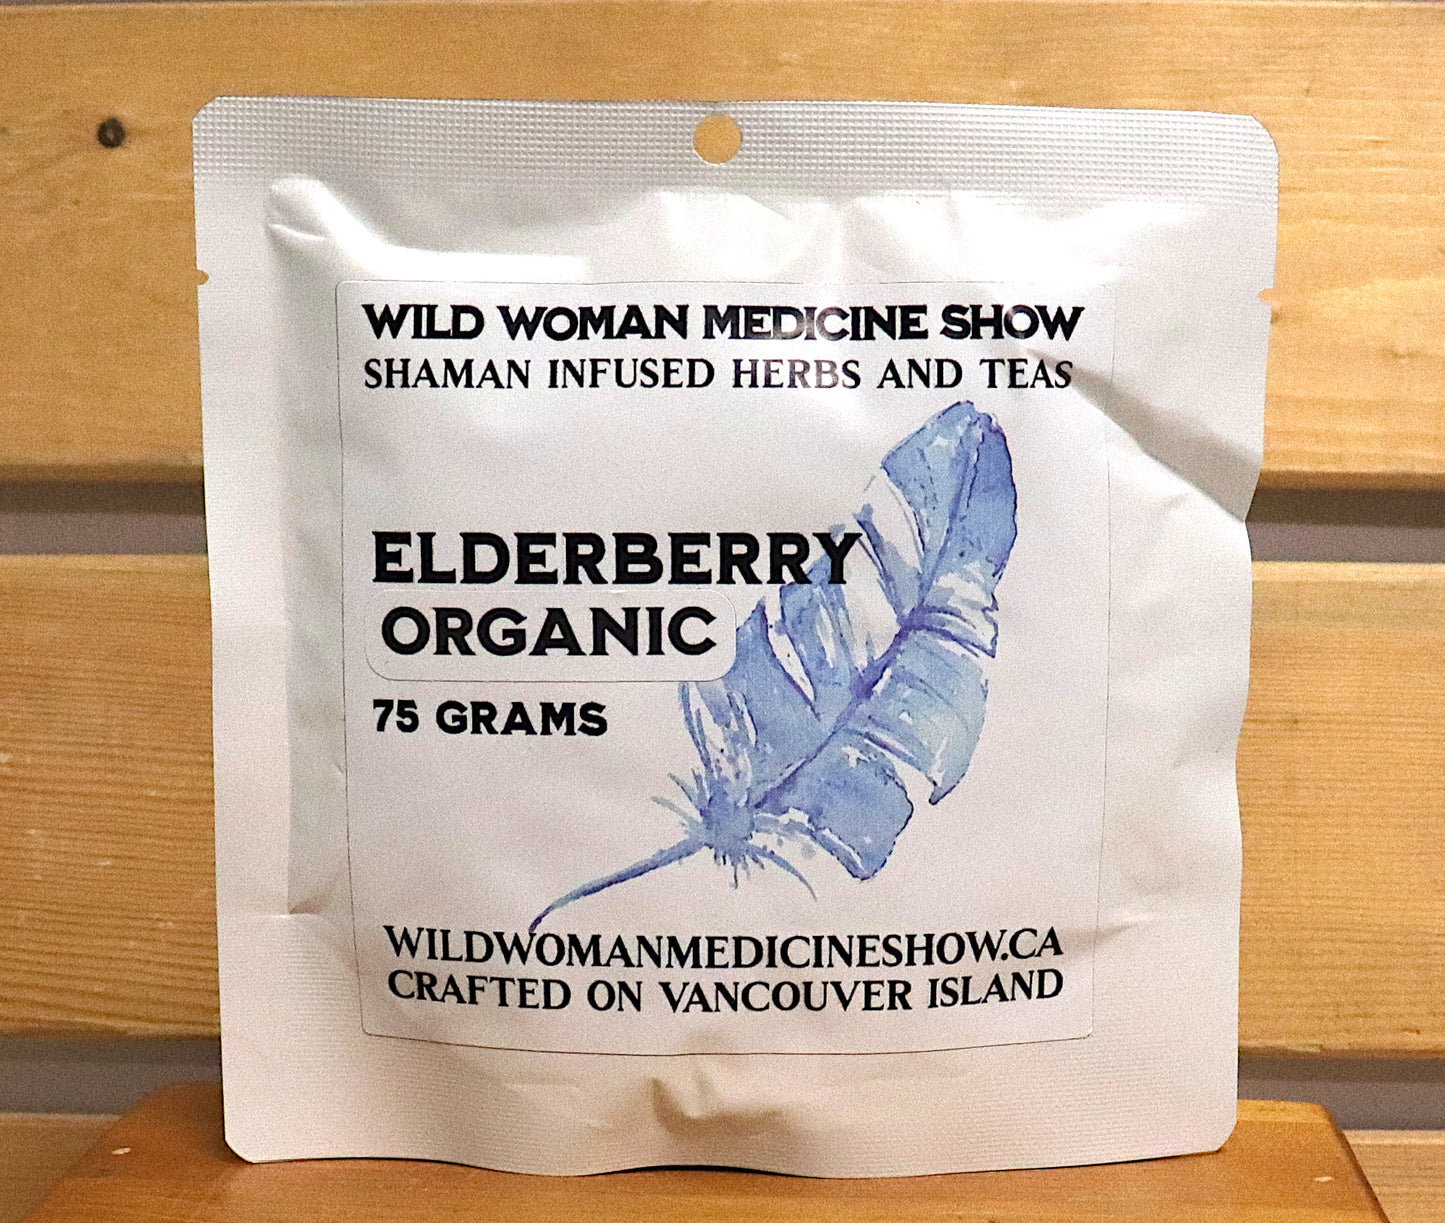 WILD WOMAN MEDICINE SHOW
SHAMAN INFUSED HERBS AND TEAS
ELDERBERRY
ORGANIC
75 GRAMS
WILDWOMANMEDICINESHOW.CA
CRAFTED ON VANCOUVER ISLAND